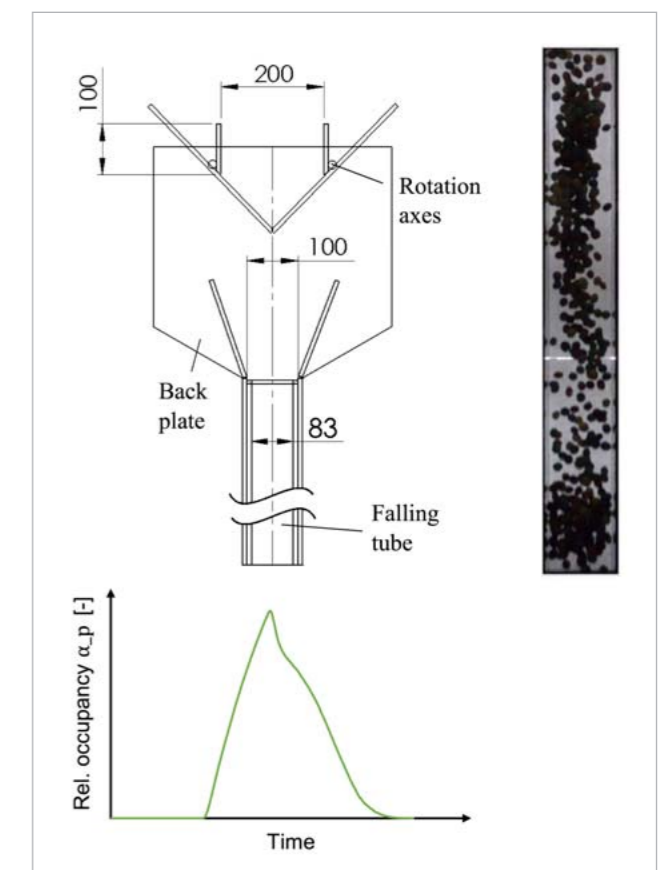 200
100
Rotation
axes
100
Back
plate
83
Falling
tube
Rel. occupancy α_p [-]
Time